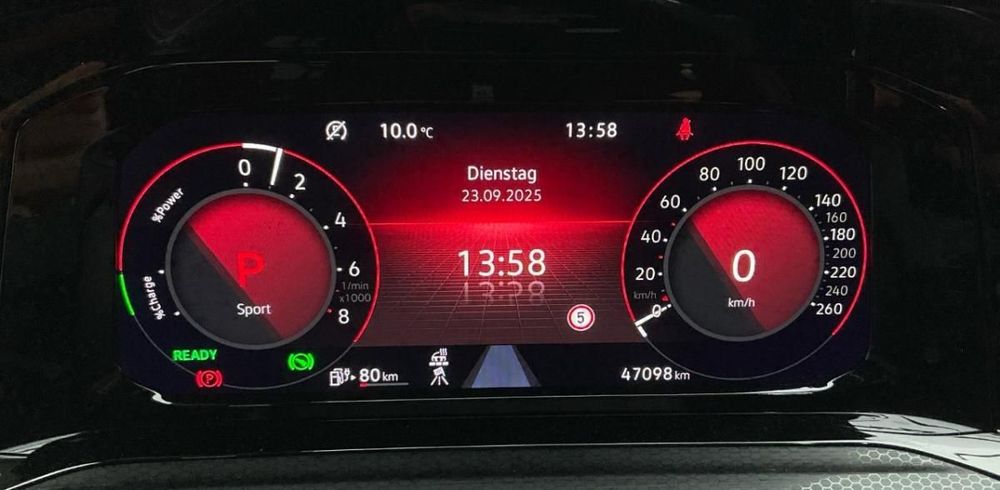 10.0 °C 13:58
Dienstag
23.09.2025
13:58
5
%Power
0
2
4
6
8
1/min
x1000
%Charge
P
Sport
READY
P
80 km
0
20
40
60
80
100
120
140
160
180
200
220
240
260
km/h
0
km/h
47098 km